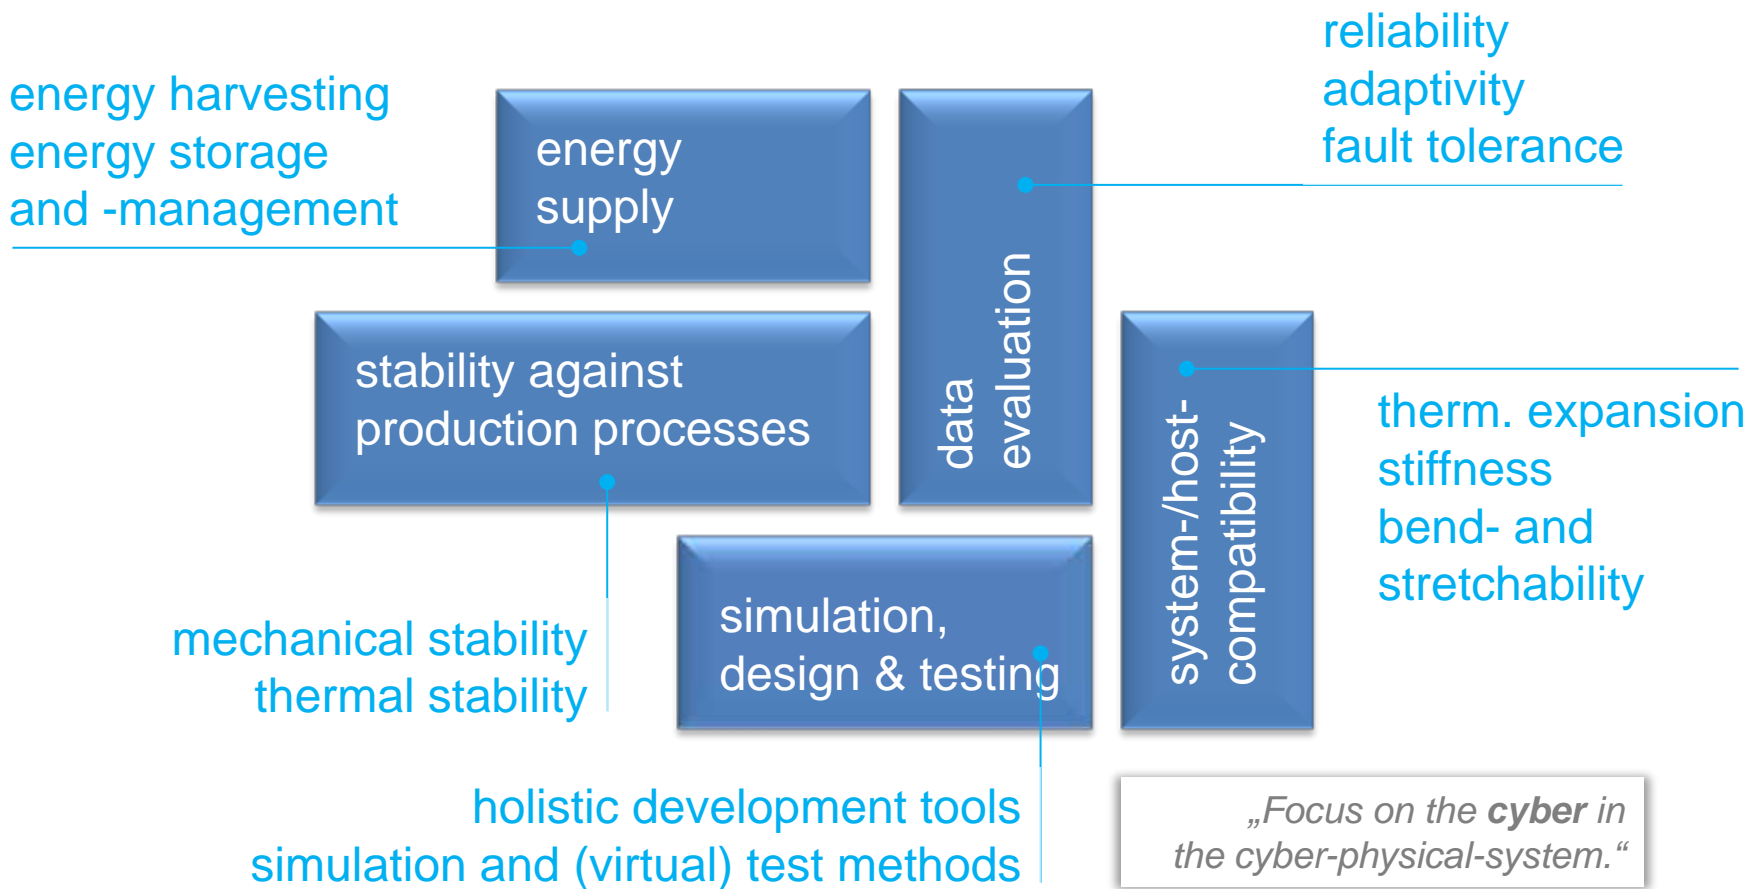 energy harvesting
energy storage
and -management
energy
supply
data
evaluation
reliability
adaptivity
fault tolerance
stability against
production processes
mechanical stability
thermal stability
system-/host-
compatibility
therm. expansion
stiffness
bend- and
stretchability
simulation,
design & testing
holistic development tools
simulation and (virtual) test methods
„Focus on the cyber in
the cyber-physical-system.“